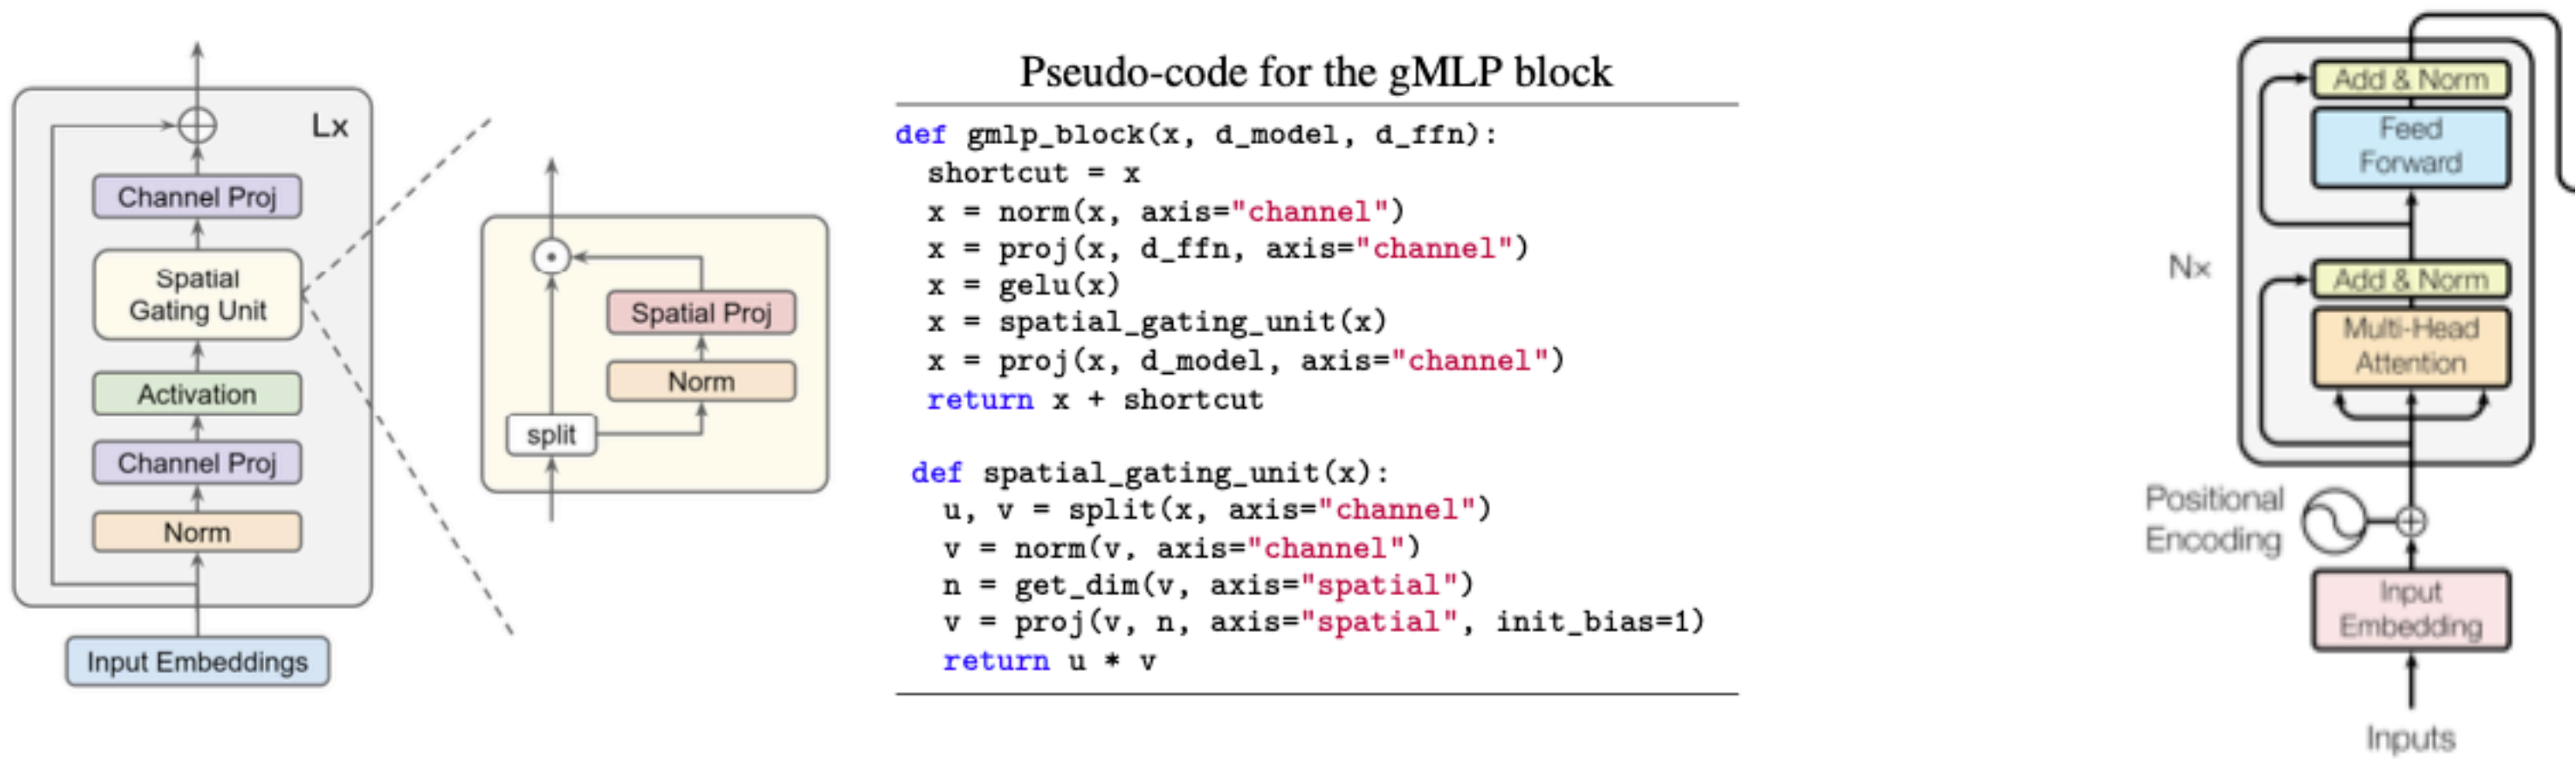 Lx
Channel Proj
Spatial
Gating Unit
Activation
Channel Proj
Norm
Input Embeddings
Spatial Proj
Norm
split
Pseudo-code for the gMLP block
def gmlp_block(x, d_model, d_ffn):
shortcut = x
x = norm(x, axis="channel")
x = proj(x, d_ffn, axis="channel")
x = gelu(x)
x = spatial_gating_unit(x)
x = proj(x, d_model, axis="channel")
return x + shortcut
def spatial_gating_unit(x):
u, v = split(x, axis="channel")
v = norm(v, axis="channel")
n = get_dim(v, axis="spatial")
v = proj(v, n, axis="spatial", init_bias=1)
return u * v
Add & Norm
Feed
Forward
Nx
Add & Norm
Multi-Head
Attention
Positional
Encoding
Input
Embedding
Inputs